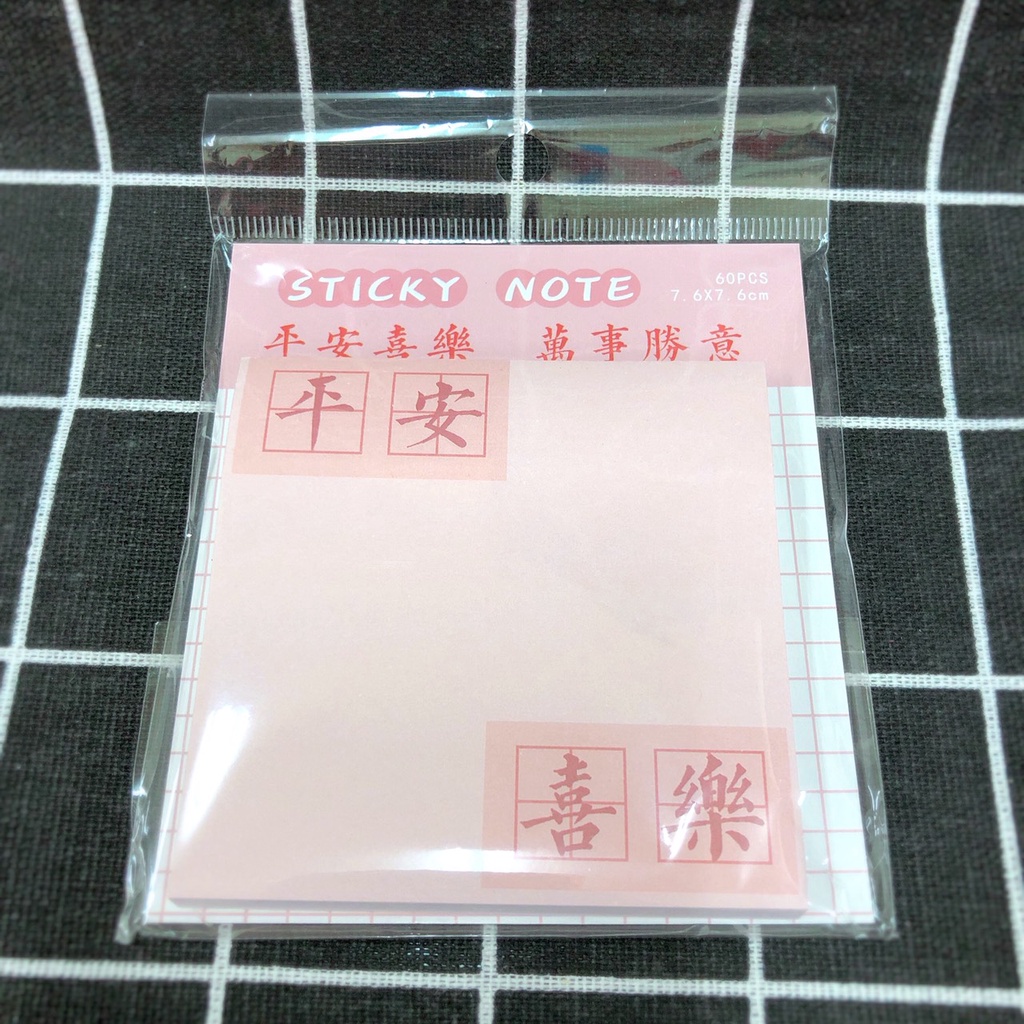 STICKY NOTE
60PCS
7.6X7.6cm
平安喜樂 萬事勝意
平安
喜樂